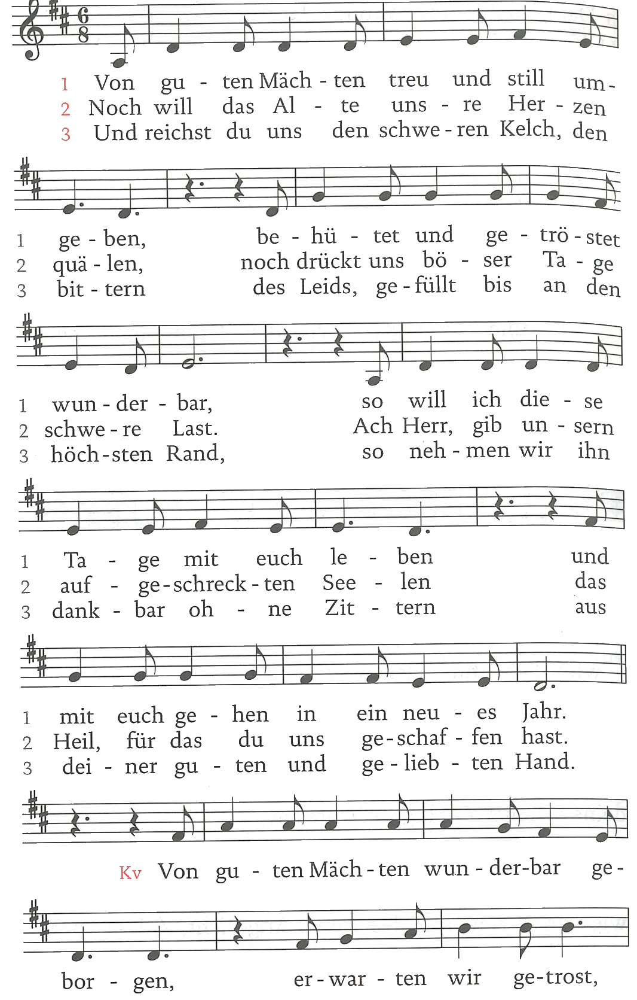 6
8
1 Von gu - ten Mäch - ten treu und still um-
2 Noch will das Al - te uns - re Her - zen
3 Und reichst du uns den schwe - ren Kelch, den
1 ge - ben, be - hü - tet und ge - trö - stet
2 quä - len, noch drückt uns bö - ser Ta - ge
3 bit - tern des Leids, ge - füllt bis an den
1 wun - der - bar, so will ich die - se
2 schwe - re Last. Ach Herr, gib un - sern
3 höch - sten Rand, so neh - men wir ihn
1 Ta - ge mit euch le - ben und
2 auf - ge - schreck - ten See - len das
3 dank - bar oh - ne Zit - tern aus
1 mit euch ge - hen in ein neu - es Jahr.
2 Heil, für das du uns ge - schaf - fen hast.
3 dei - ner gu - ten und ge - lieb - ten Hand.
Kv Von gu - ten Mäch - ten wun - der-bar ge -
bor - gen, er - war - ten wir ge-trost,